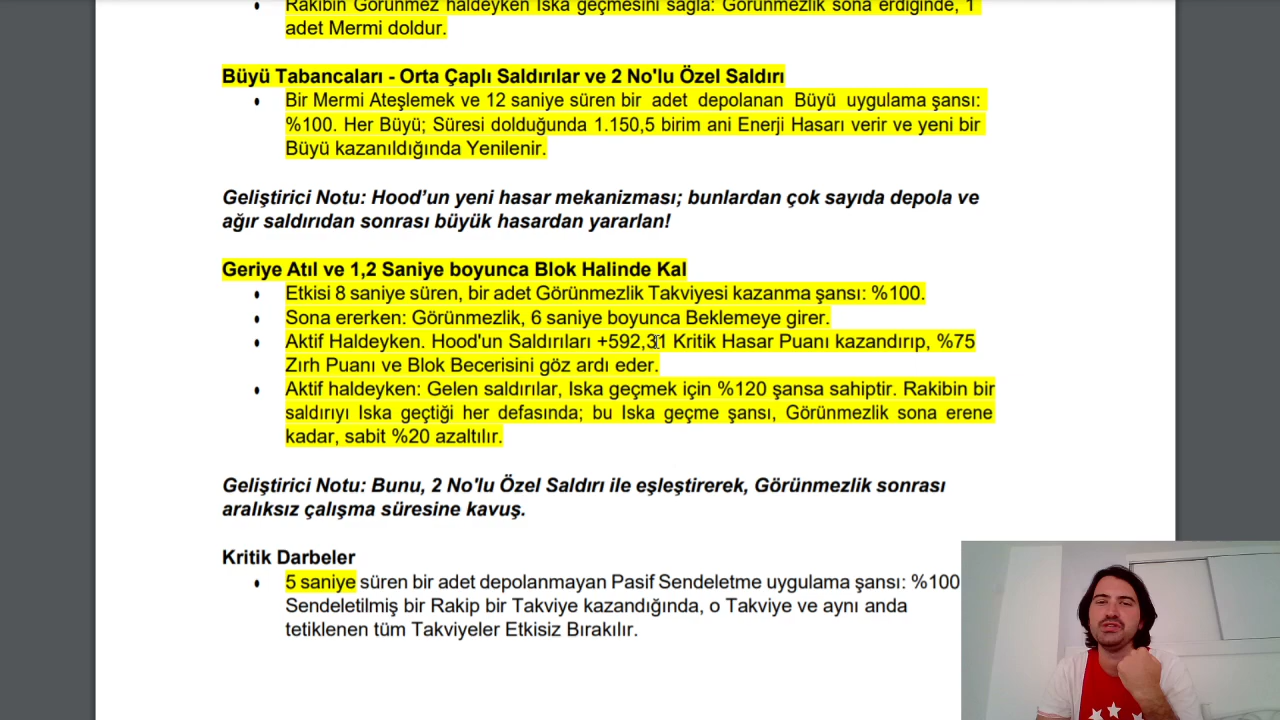 Rakibin Görünmez haldeyken Iska geçmesini sağla: Görünmezlik sona erdiğinde, 1
adet Mermi doldur.
Büyü Tabancaları - Orta Çaplı Saldırılar ve 2 No'lu Özel Saldırı
Bir Mermi Ateşlemek ve 12 saniye süren bir adet depolanan Büyü uygulama şansı:
%100. Her Büyü; Süresi dolduğunda 1.150,5 birim ani Enerji Hasarı verir ve yeni bir
Büyü kazanıldığında Yenilenir.
Geliştirici Notu: Hood’un yeni hasar mekanizması; bunlardan çok sayıda depola ve
ağır saldırıdan sonrası büyük hasardan yararlan!
Geriye Atıl ve 1,2 Saniye boyunca Blok Halinde Kal
Etkisi 8 saniye süren, bir adet Görünmezlik Takviyesi kazanma şansı: %100.
Sona ererken: Görünmezlik, 6 saniye boyunca Beklemeye girer.
Aktif Haldeyken. Hood'un Saldırıları +592,31 Kritik Hasar Puanı kazandırıp, %75
Zırh Puanı ve Blok Becerisini göz ardı eder.
Aktif haldeyken: Gelen saldırılar, Iska geçmek için %120 şansa sahiptir. Rakibin bir
saldırıyı Iska geçtiği her defasında; bu Iska geçme şansı, Görünmezlik sona erene
kadar, sabit %20 azaltılır.
Geliştirici Notu: Bunu, 2 No'lu Özel Saldırı ile eşleştirerek, Görünmezlik sonrası
aralıksız çalışma süresine kavuş.
Kritik Darbeler
5 saniye süren bir adet depolanmayan Pasif Sendeletme uygulama şansı: %100
Sendeletilmiş bir Rakip bir Takviye kazandığında, o Takviye ve aynı anda
tetiklenen tüm Takviyeler Etkisiz Bırakılır.